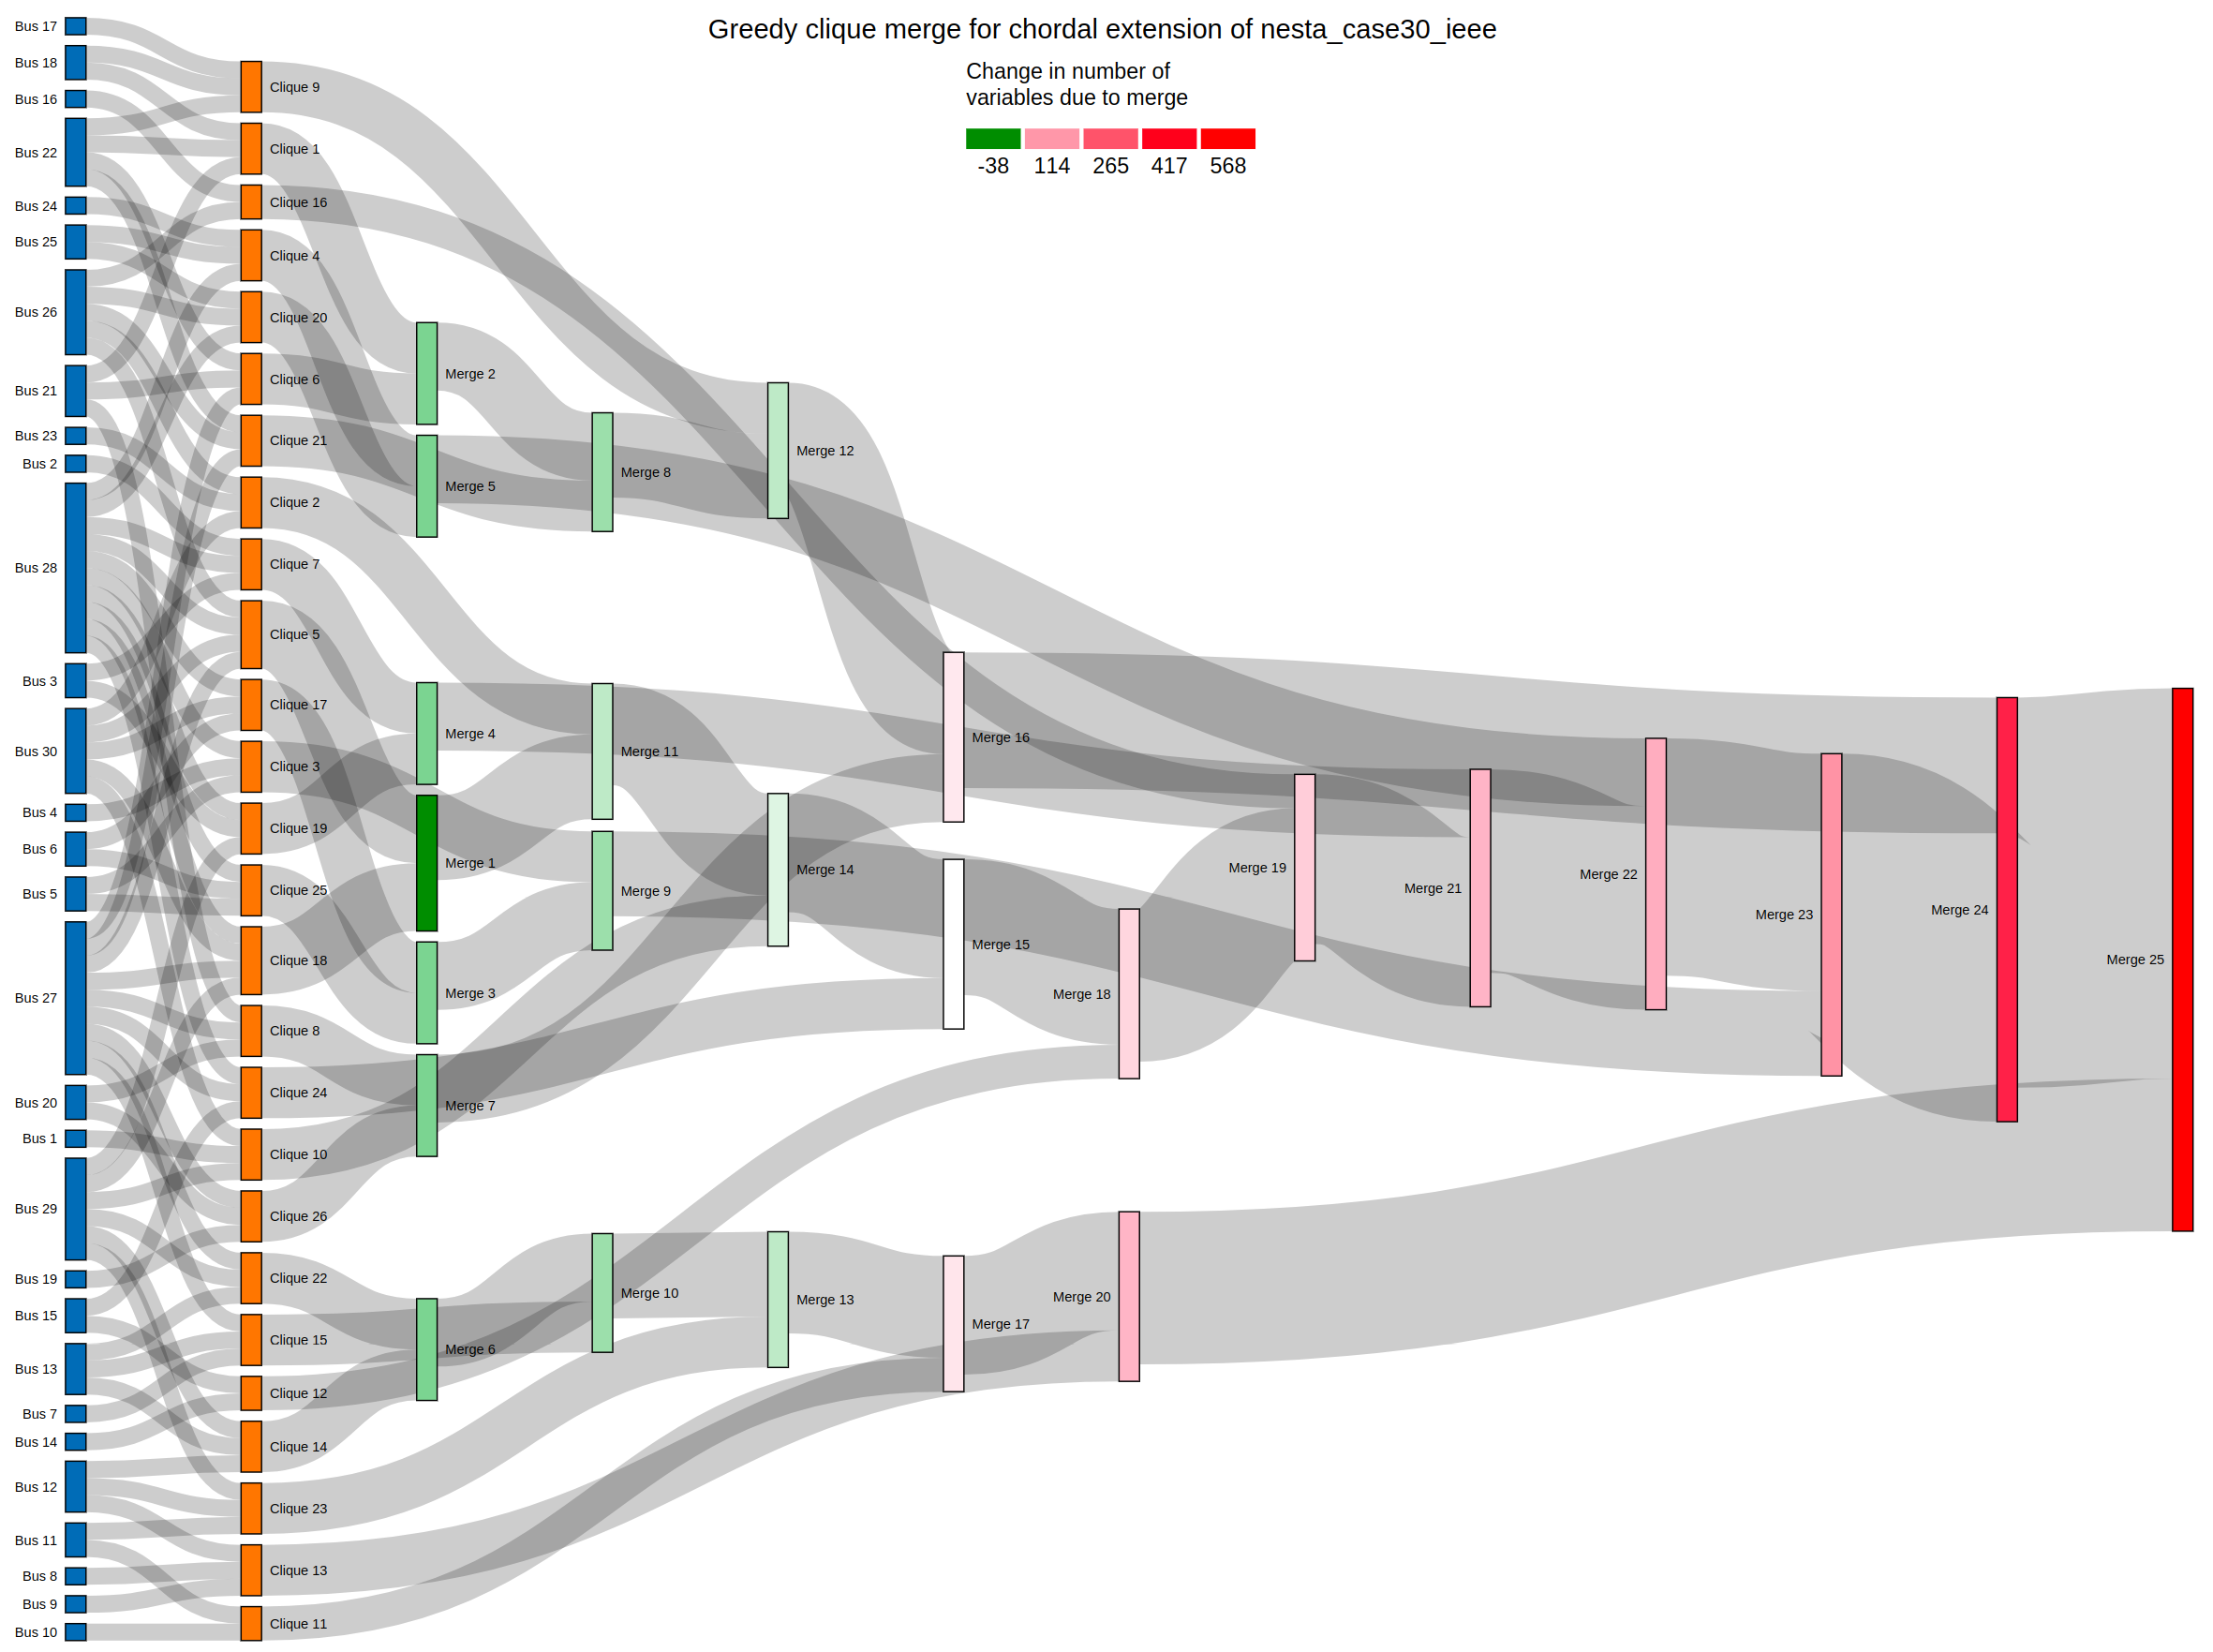 Greedy clique merge for chordal extension of nesta_case30_ieee
Change in number of
variables due to merge
-38 114 265 417 568
Bus 17
Bus 18
Bus 16
Bus 22
Bus 24
Bus 25
Bus 26
Bus 21
Bus 23
Bus 2
Bus 28
Bus 3
Bus 30
Bus 4
Bus 6
Bus 5
Bus 27
Bus 20
Bus 1
Bus 29
Bus 19
Bus 15
Bus 13
Bus 7
Bus 14
Bus 12
Bus 11
Bus 8
Bus 9
Bus 10
Clique 9
Clique 1
Clique 16
Clique 4
Clique 20
Clique 6
Clique 21
Clique 2
Clique 7
Clique 5
Clique 17
Clique 3
Clique 19
Clique 25
Clique 18
Clique 8
Clique 24
Clique 10
Clique 26
Clique 22
Clique 15
Clique 12
Clique 14
Clique 23
Clique 13
Clique 11
Merge 2
Merge 5
Merge 4
Merge 1
Merge 3
Merge 7
Merge 6
Merge 8
Merge 11
Merge 9
Merge 10
Merge 12
Merge 14
Merge 13
Merge 16
Merge 15
Merge 17
Merge 18
Merge 20
Merge 19
Merge 21
Merge 22
Merge 23
Merge 24
Merge 25